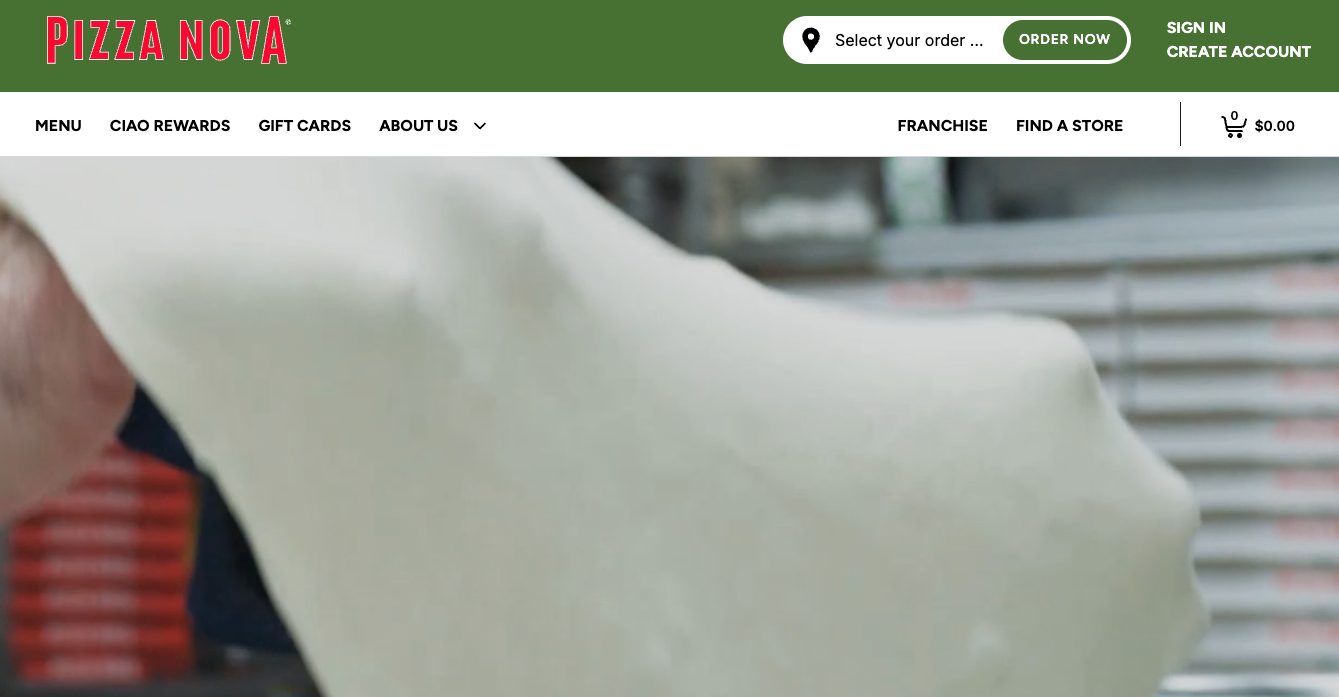 PIZZA NOVA®
Select your order ...
ORDER NOW
SIGN IN
CREATE ACCOUNT
MENU
CIAO REWARDS
GIFT CARDS
ABOUT US
FRANCHISE
FIND A STORE
0
$0.00